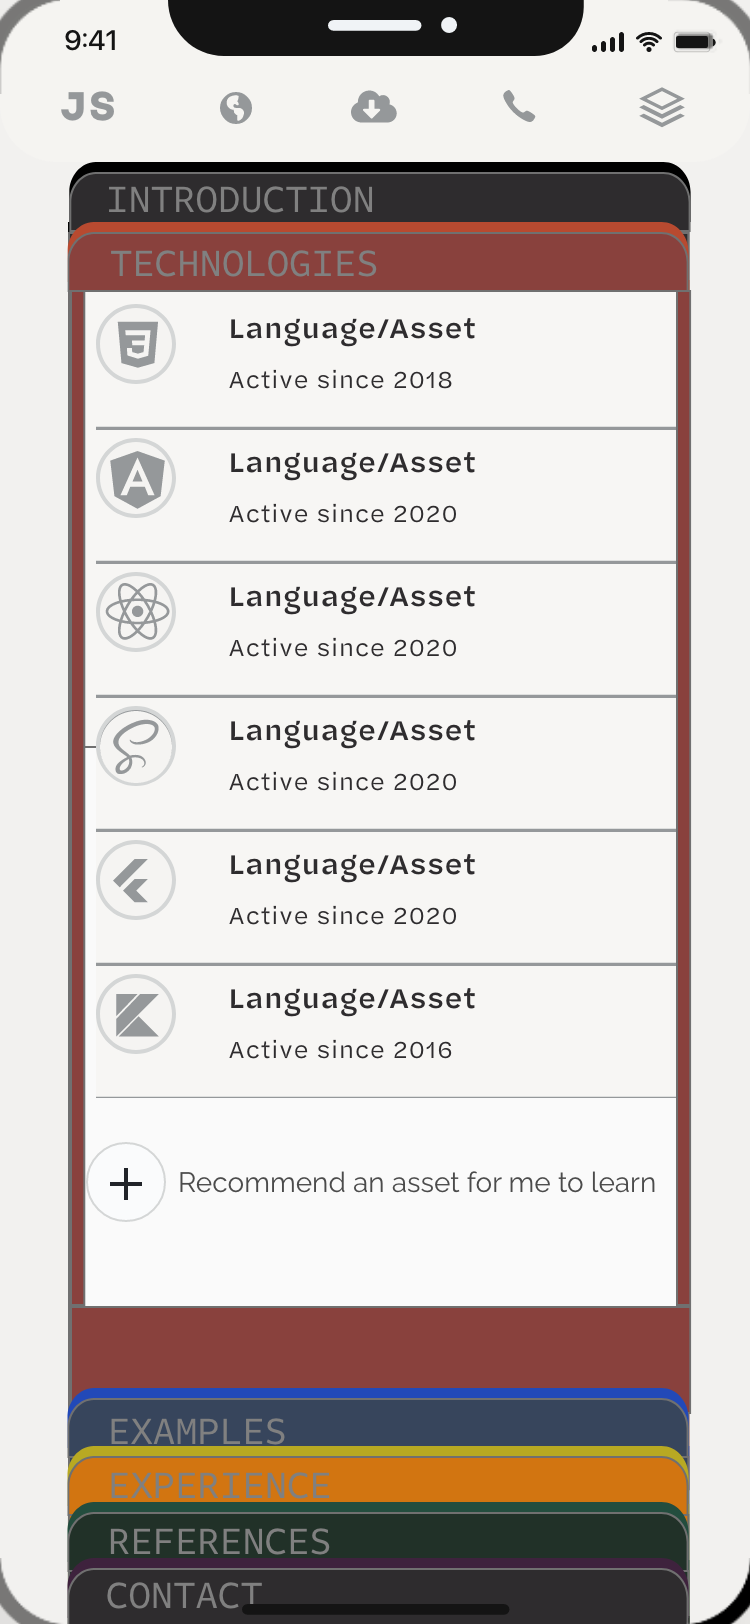 9:41
JS
INTRODUCTION
TECHNOLOGIES
Language/Asset
Active since 2018
Language/Asset
Active since 2020
Language/Asset
Active since 2020
Language/Asset
Active since 2020
Language/Asset
Active since 2020
Language/Asset
Active since 2016
Recommend an asset for me to learn
EXAMPLES
EXPERIENCE
REFERENCES
CONTACT